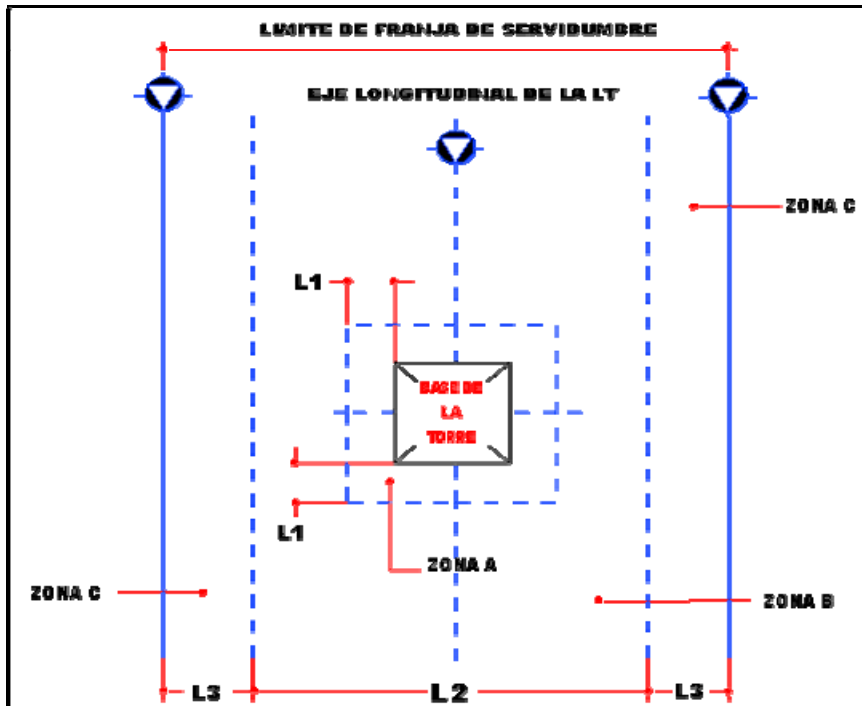 LIMITE DE FRANJA DE SERVIDUMBRE
EJE LONGITUDINAL DE LA LT
ZONA C
L1
BASE DE
LA
TORRE
L1
ZONA A
ZONA C
ZONA B
L3
L2
L3